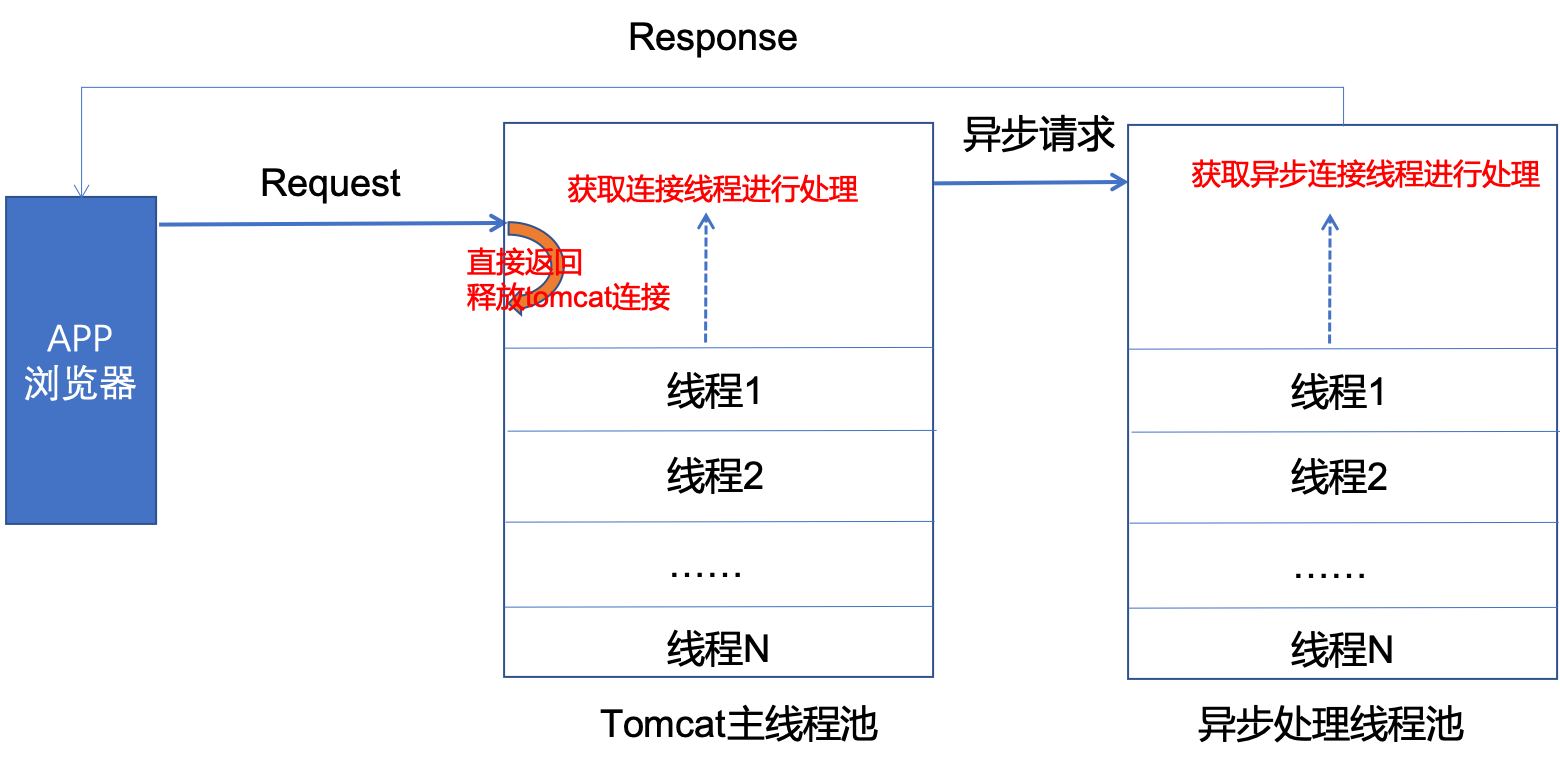 Response
Request
异步请求
获取连接线程进行处理
获取异步连接线程进行处理
直接返回
释放tomcat连接
APP
浏览器
线程1
线程2
……
线程N
线程1
线程2
……
线程N
Tomcat主线程池
异步处理线程池